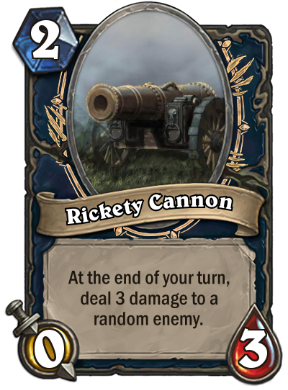 2
Rickety Cannon
At the end of your turn,
deal 3 damage to a
random enemy.
0 3